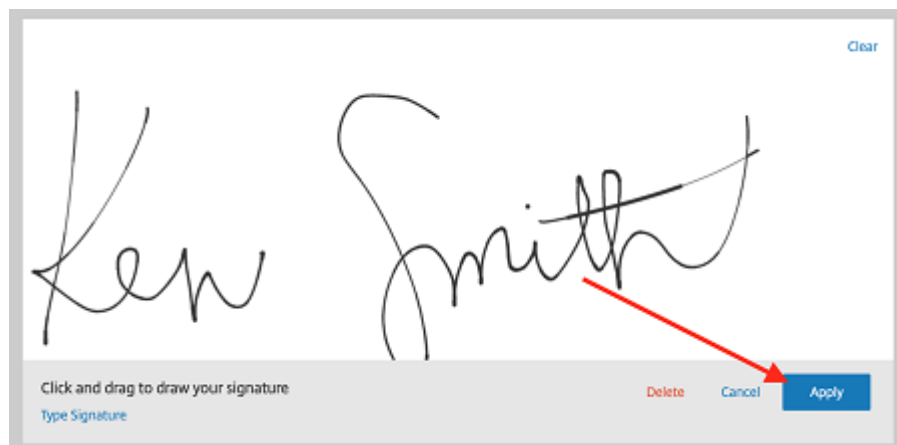 Clear
Ken Smith
Click and drag to draw your signature
Delete Cancel Apply
Type Signature